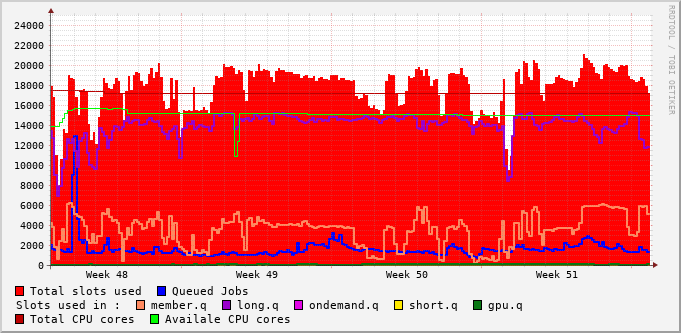 24000
22000
20000
18000
16000
14000
12000
10000
8000
6000
4000
2000
0
Week 48 Week 49 Week 50 Week 51
RRDTOOL / TOBI OETIKER
Total slots used Queued Jobs
Slots used in : member.q long.q ondemand.q short.q gpu.q
Total CPU cores Availale CPU cores